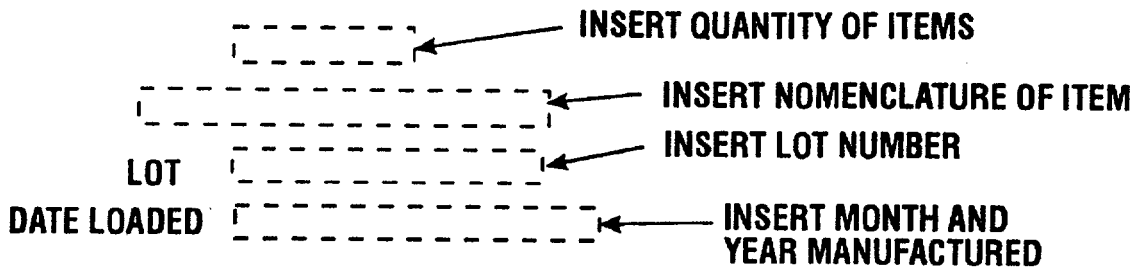 INSERT QUANTITY OF ITEMS
INSERT NOMENCLATURE OF ITEM
LOT
INSERT LOT NUMBER
DATE LOADED
INSERT MONTH AND
YEAR MANUFACTURED